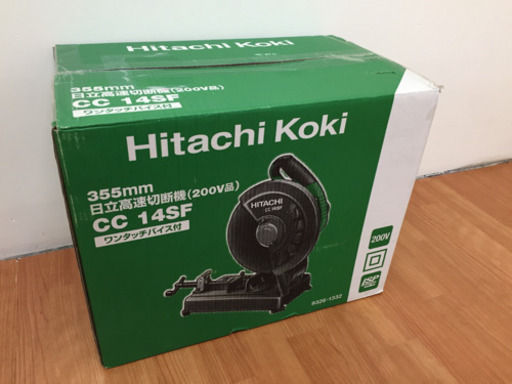 Hitachi Koki
355mm
日立高速切断機(200V品)
CC 14SF
ワンタッチバイス付
Hitachi Koki
355mm
日立高速切断機(200V品)
CC 14SF
ワンタッチバイス付
HITACHI
CC 14SF
200V